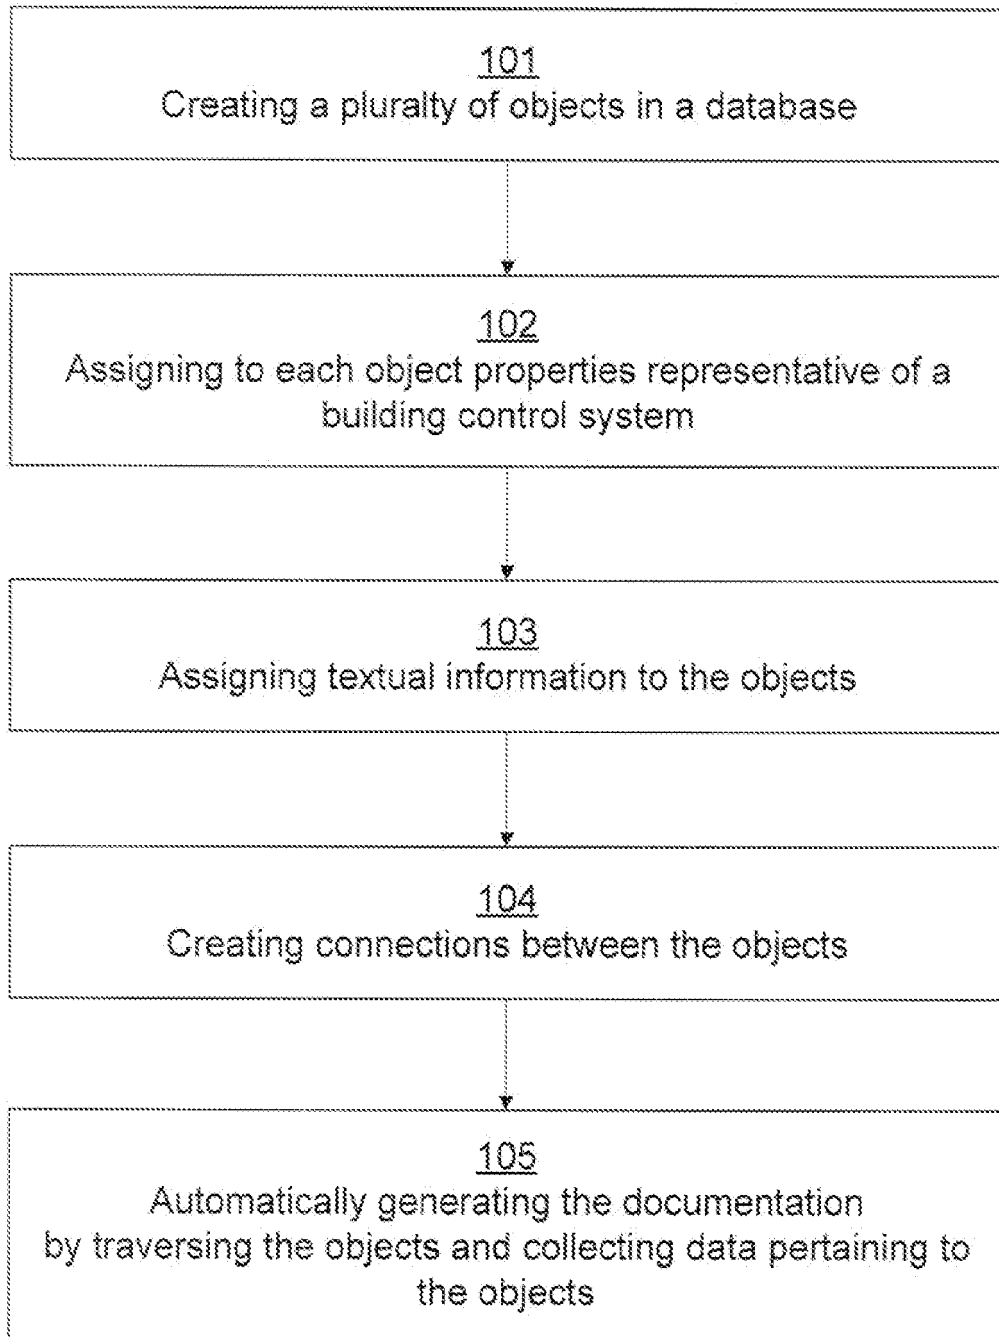 101
Creating a pluralty of objects in a database
102
Assigning to each object properties representative of a
building control system
103
Assigning textual information to the objects
104
Creating connections between the objects
105
Automatically generating the documentation
by traversing the objects and collecting data pertaining to
the objects